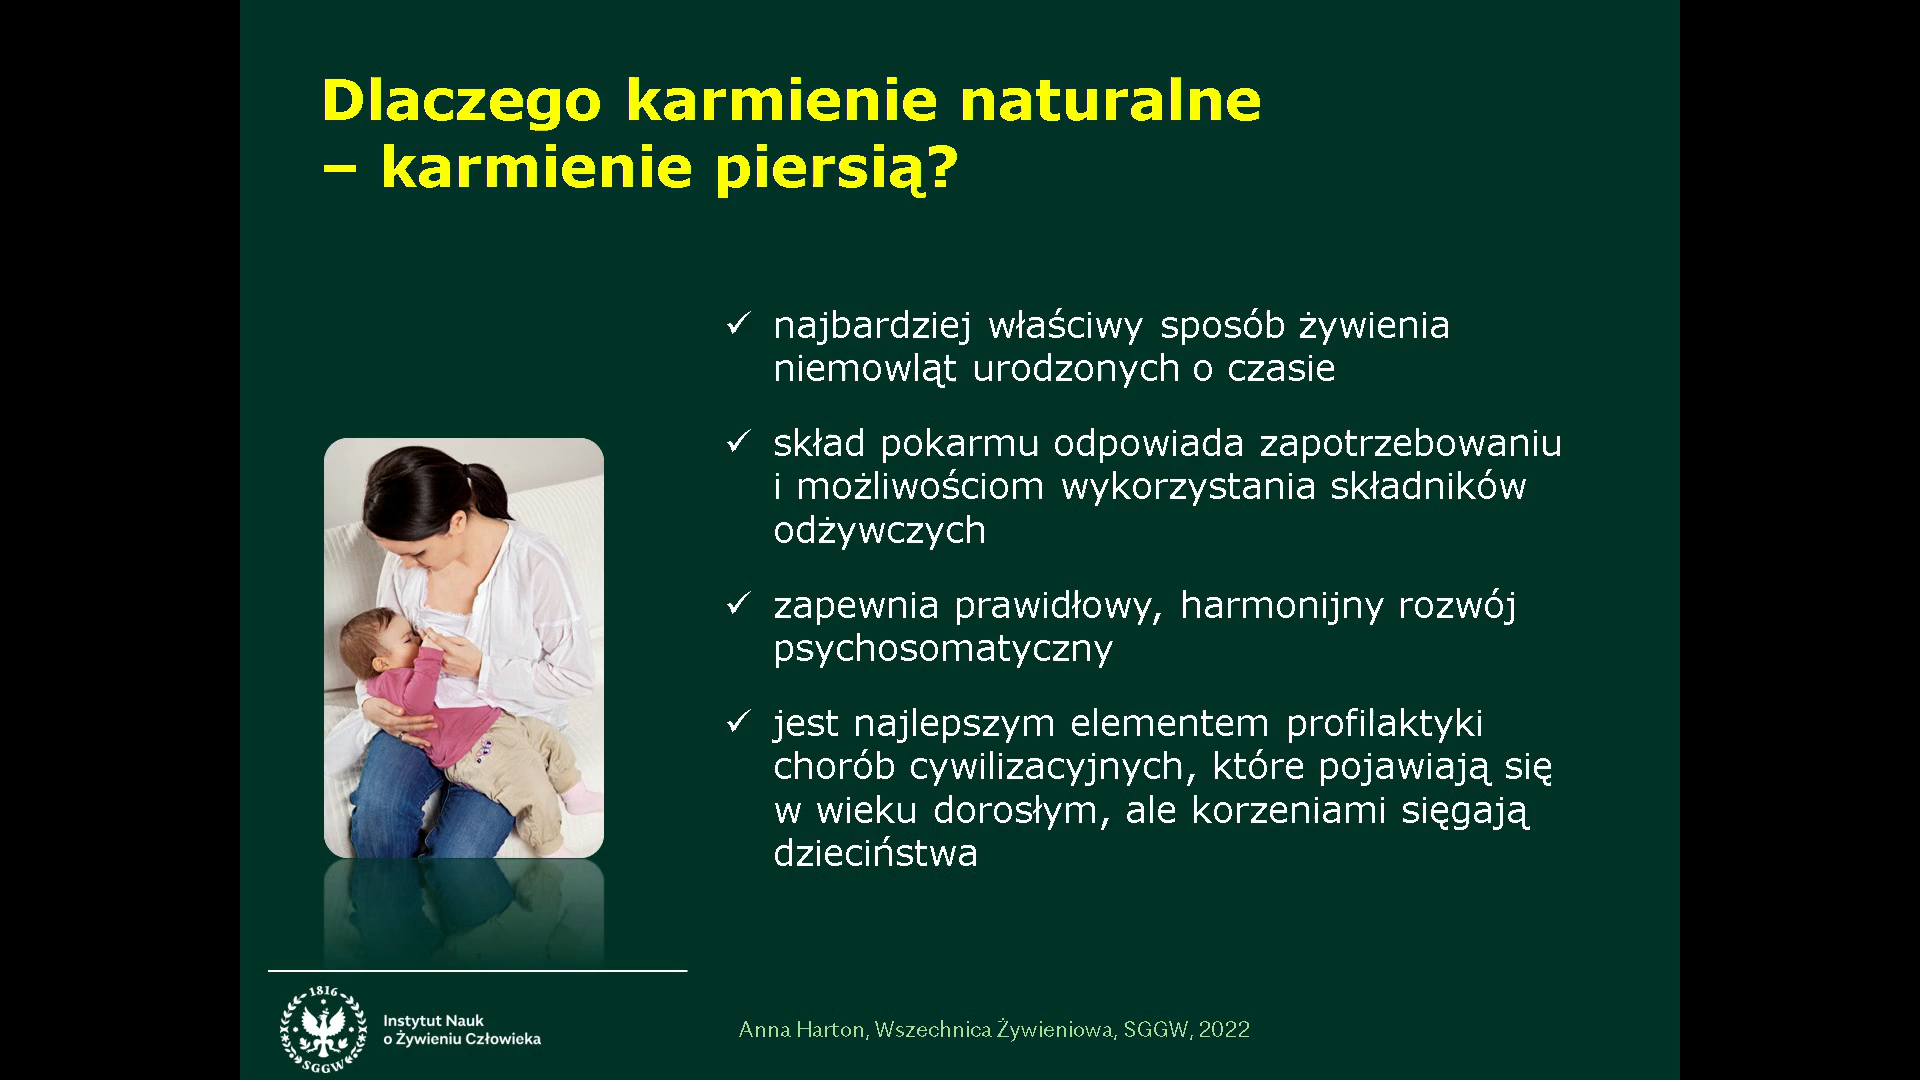 Dlaczego karmienie naturalne
– karmienie piersią?
✓ najbardziej właściwy sposób żywienia
niemowląt urodzonych o czasie
✓ skład pokarmu odpowiada zapotrzebowaniu
i możliwościom wykorzystania składników
odżywczych
✓ zapewnia prawidłowy, harmonijny rozwój
psychosomatyczny
✓ jest najlepszym elementem profilaktyki
chorób cywilizacyjnych, które pojawiają się
w wieku dorosłym, ale korzeniami sięgają
dzieciństwa
1816
SGGW
Instytut Nauk
o Żywieniu Człowieka
Anna Harton, Wszechnica Żywieniowa, SGGW, 2022